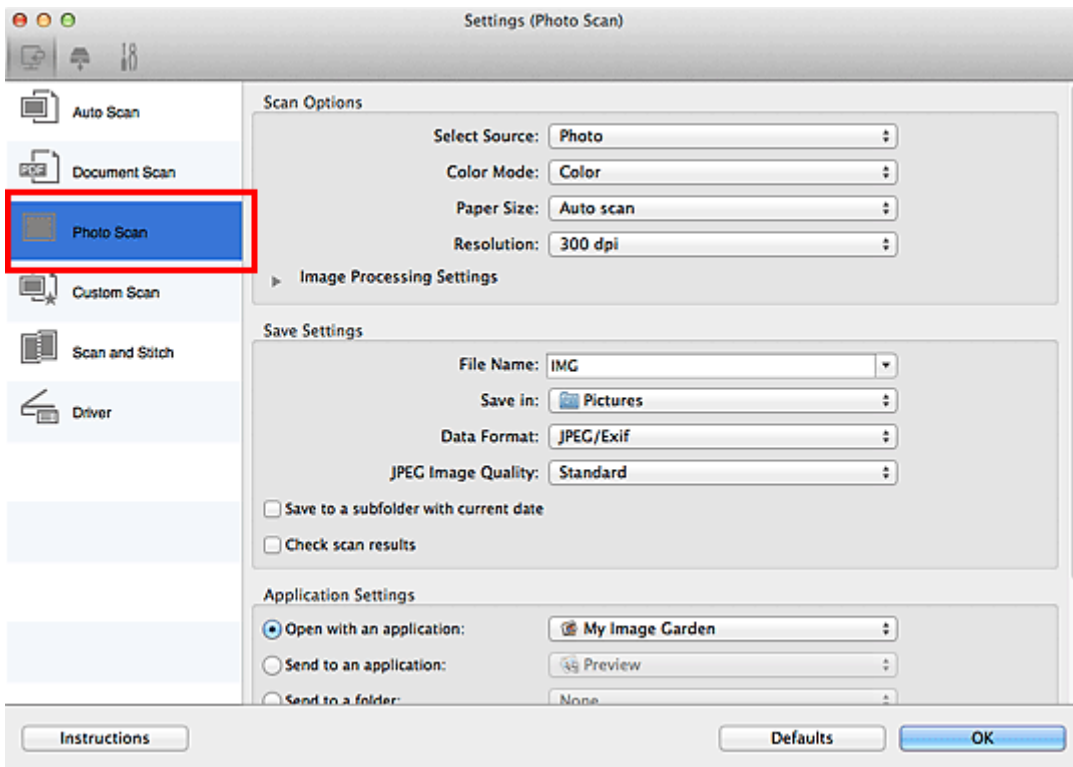 Settings (Photo Scan)
Auto Scan
Document Scan
Photo Scan
Custom Scan
Scan and Stitch
Driver
Scan Options
Select Source: Photo
Color Mode: Color
Paper Size: Auto scan
Resolution: 300 dpi
Image Processing Settings
Save Settings
File Name: IMG
Save in: Pictures
Data Format: JPEG/Exif
JPEG Image Quality: Standard
Save to a subfolder with current date
Check scan results
Application Settings
Open with an application: My Image Garden
Send to an application: Preview
Send to a folder: None
Instructions
Defaults
OK